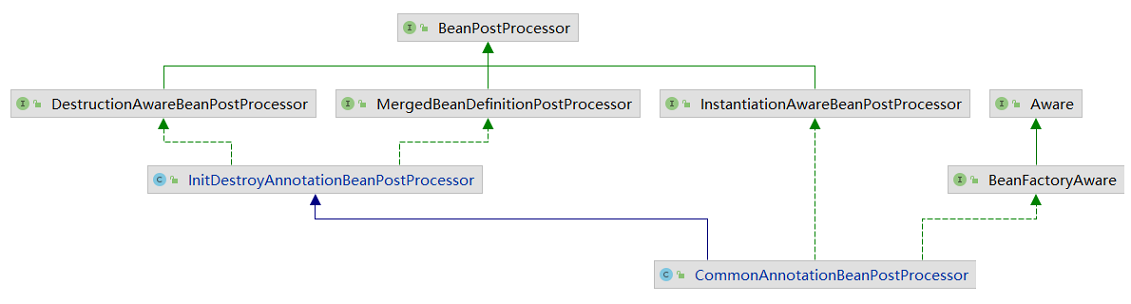 I BeanPostProcessor
I DestructionAwareBeanPostProcessor
I MergedBeanDefinitionPostProcessor
I InstantiationAwareBeanPostProcessor
I Aware
C InitDestroyAnnotationBeanPostProcessor
I BeanFactoryAware
C CommonAnnotationBeanPostProcessor